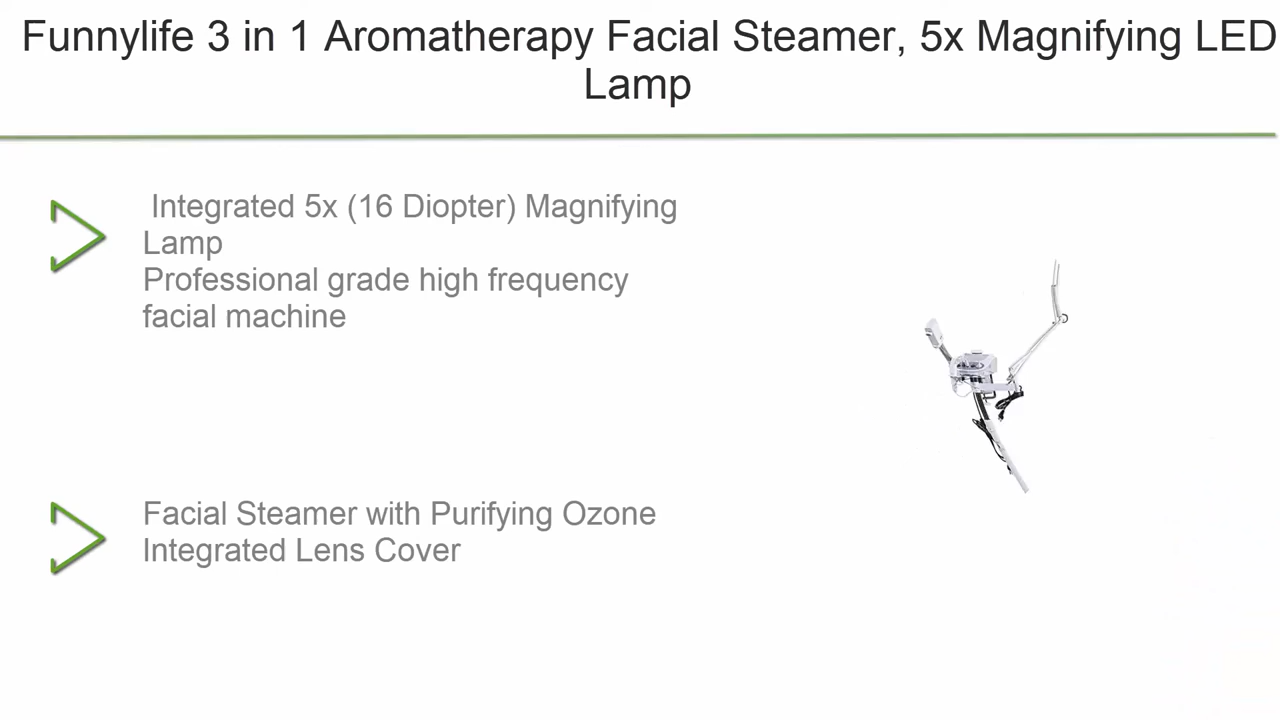 Funnylife 3 in 1 Aromatherapy Facial Steamer, 5x Magnifying LED
Lamp
Integrated 5x (16 Diopter) Magnifying
Lamp
Professional grade high frequency
facial machine
Facial Steamer with Purifying Ozone
Integrated Lens Cover